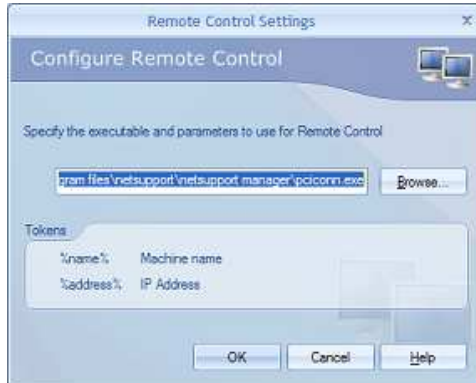 Remote Control Settings
Configure Remote Control
Specify the executable and parameters to use for Remote Control
gram files\netsupport\netsupport manager\pciconn.exe
Browse...
Tokens
%name% Machine name
%address% IP Address
OK Cancel Help